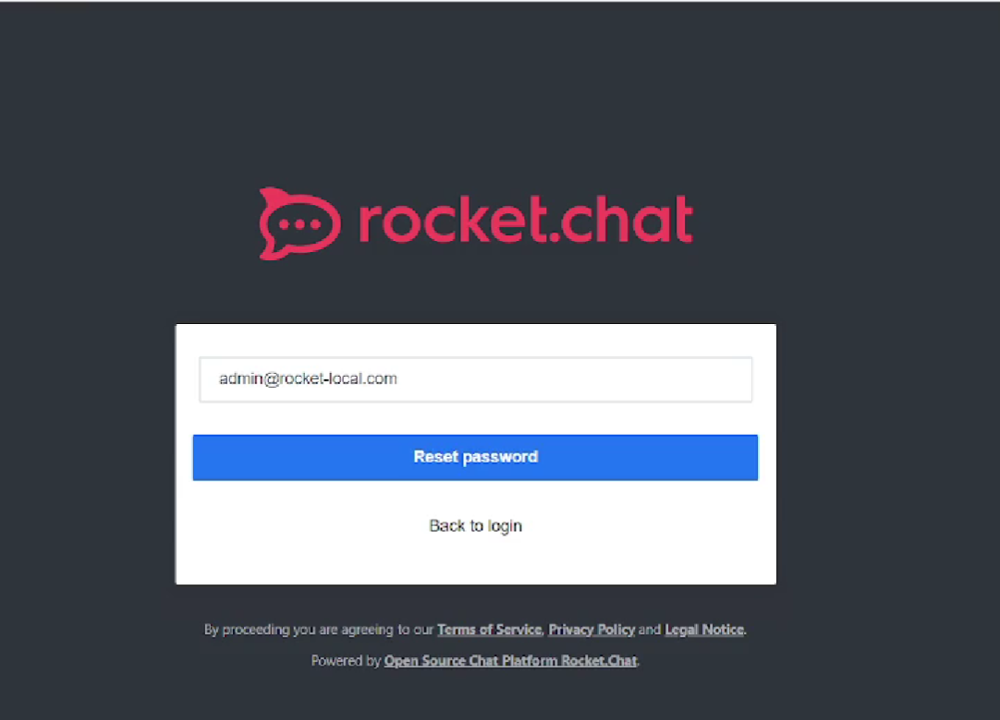 rocket.chat
admin@rocket-local.com
Reset password
Back to login
By proceeding you are agreeing to our Terms of Service, Privacy Policy and Legal Notice.
Powered by Open Source Chat Platform Rocket.Chat.